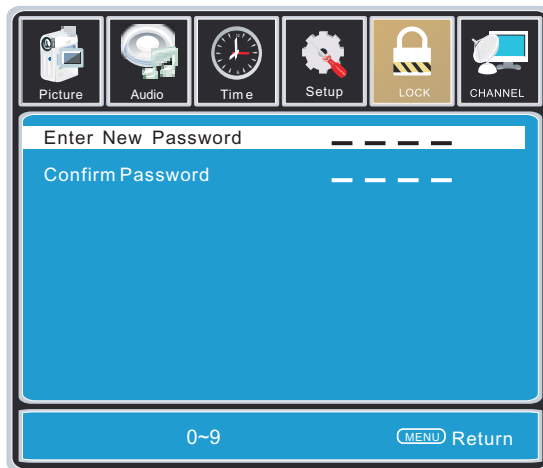 Picture Audio Time Setup LOCK CHANNEL
Enter New Password _ _ _ _
Confirm Password _ _ _ _
0~9 MENU Return